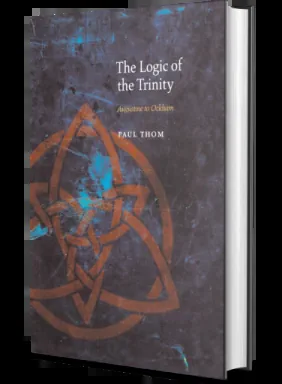 The Logic of
the Trinity
Augustine to Ockham
PAUL THOM